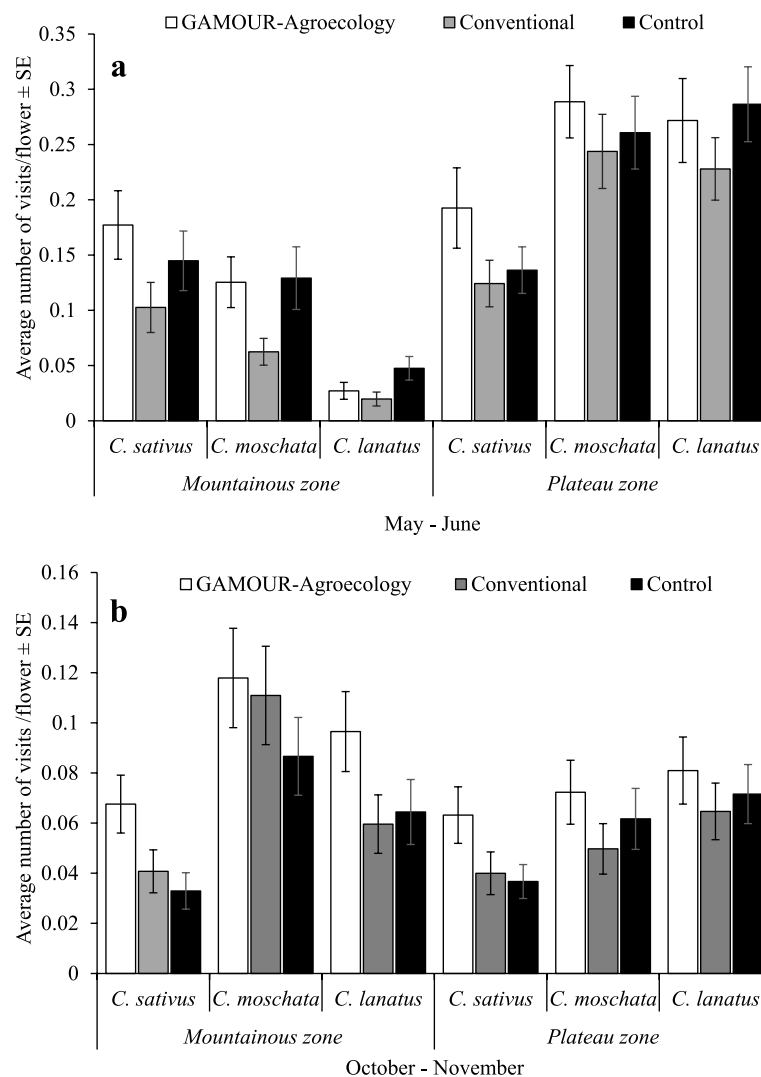 GAMOUR-Agroecology Conventional Control
a
Average number of visits/flower ± SE
0.35
0.3
0.25
0.2
0.15
0.1
0.05
0
C. sativus C. moschata C. lanatus C. sativus C. moschata C. lanatus
Mountainous zone Plateau zone
May - June
GAMOUR-Agroecology Conventional Control
b
Average number of visits /flower ± SE
0.16
0.14
0.12
0.1
0.08
0.06
0.04
0.02
0
C. sativus C. moschata C. lanatus C. sativus C. moschata C. lanatus
Mountainous zone Plateau zone
October - November